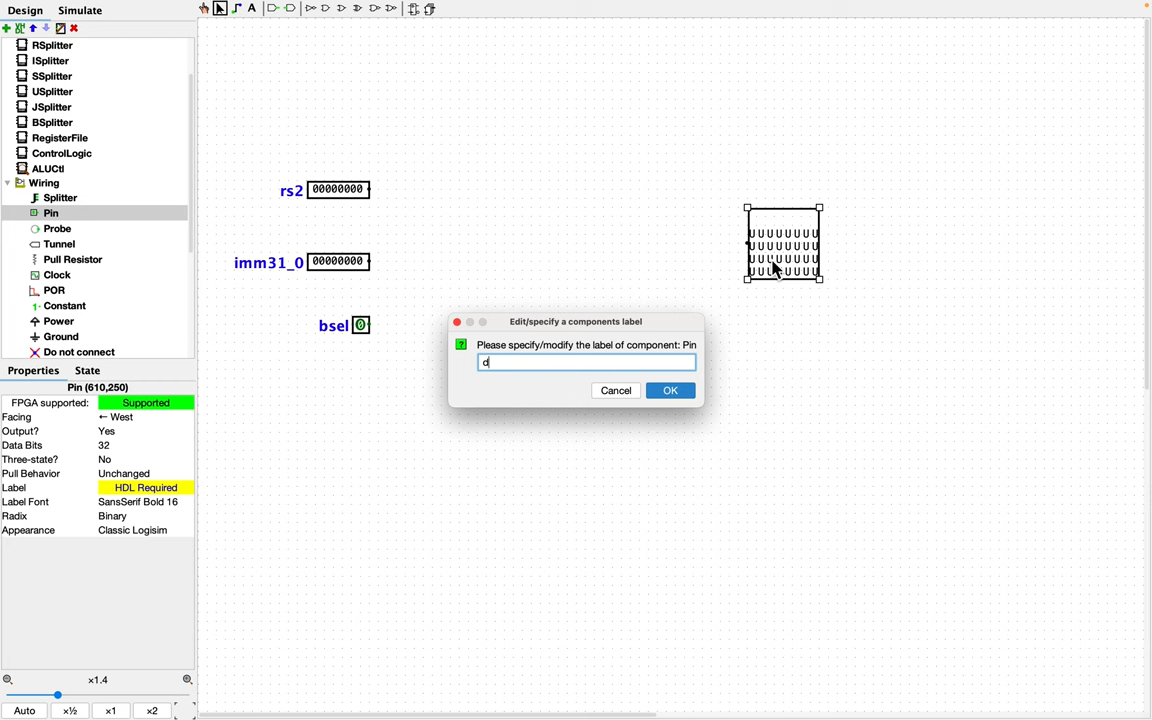 Design Simulate
A
RSplitter
ISplitter
SSplitter
USplitter
JSplitter
BSplitter
RegisterFile
ControlLogic
ALUCtl
Wiring
Splitter
Pin
Probe
Tunnel
Pull Resistor
Clock
POR
Constant
Power
Ground
Do not connect
Properties State
Pin (610,250)
FPGA supported: Supported
Facing ← West
Output? Yes
Data Bits 32
Three-state? No
Pull Behavior Unchanged
Label HDL Required
Label Font SansSerif Bold 16
Radix Binary
Appearance Classic Logisim
×1.4
Auto ×½ ×1 ×2
rs2 00000000
imm31_0 00000000
bsel 0
UUUUUUUU
UUUUUUUU
UUUUUUUU
UUUUUUUU
Edit/specify a components label
? Please specify/modify the label of component: Pin
d
Cancel OK